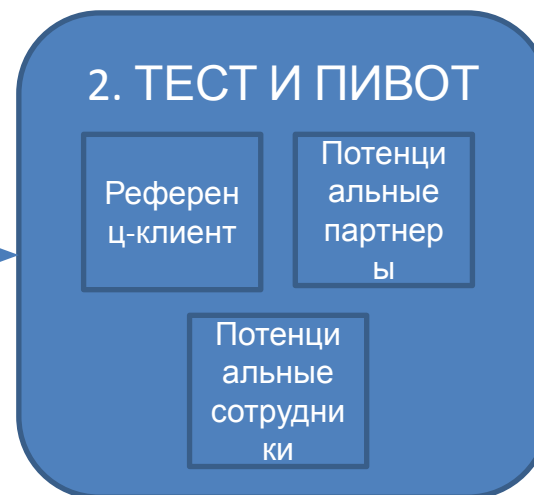 2. ТЕСТ И ПИВОТ
Референ
ц-клиент
Потенци
альные
партнер
ы
Потенци
альные
сотрудни
ки